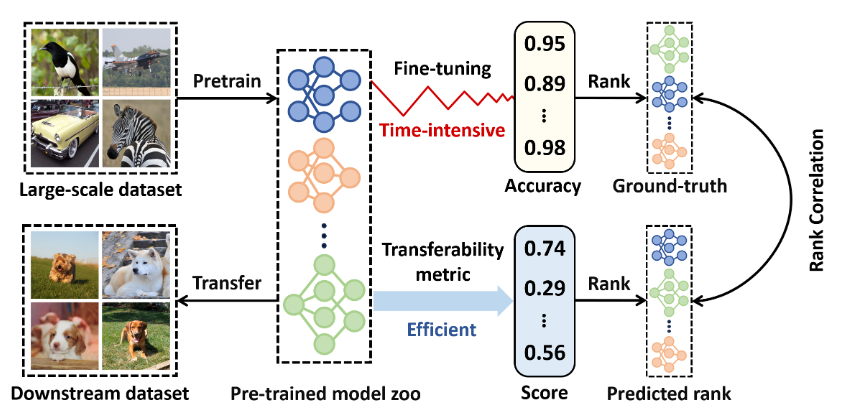 Pretrain
Fine-tuning
Time-intensive
0.95
0.89
0.98
Rank
Large-scale dataset
Accuracy
Ground-truth
Rank Correlation
Transfer
Transferability
metric
Efficient
0.74
0.29
0.56
Rank
Downstream dataset
Pre-trained model zoo
Score
Predicted rank